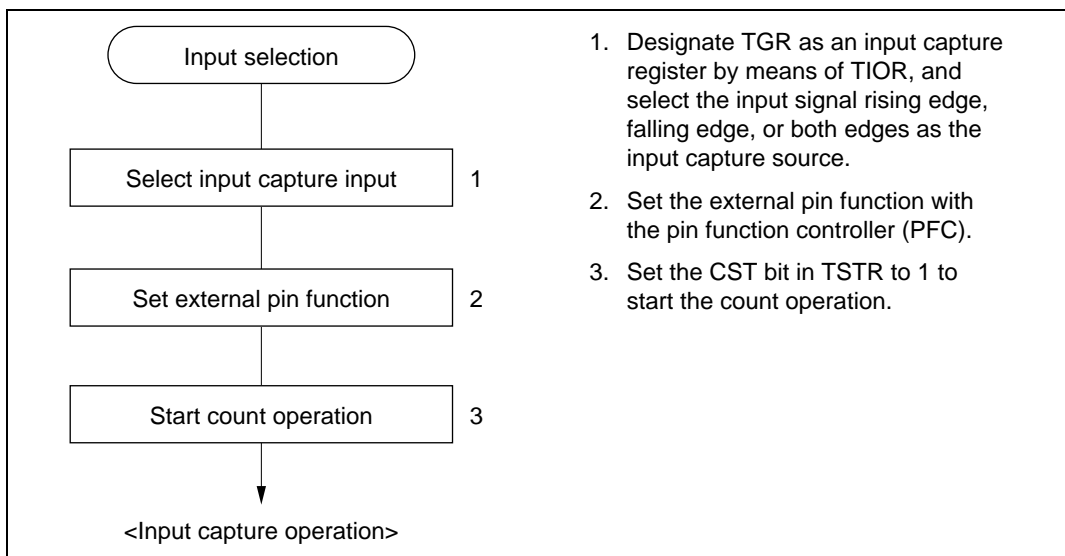 Input selection
Select input capture input 1
Set external pin function 2
Start count operation 3
<Input capture operation>
1. Designate TGR as an input capture
register by means of TIOR, and
select the input signal rising edge,
falling edge, or both edges as the
input capture source.
2. Set the external pin function with
the pin function controller (PFC).
3. Set the CST bit in TSTR to 1 to
start the count operation.